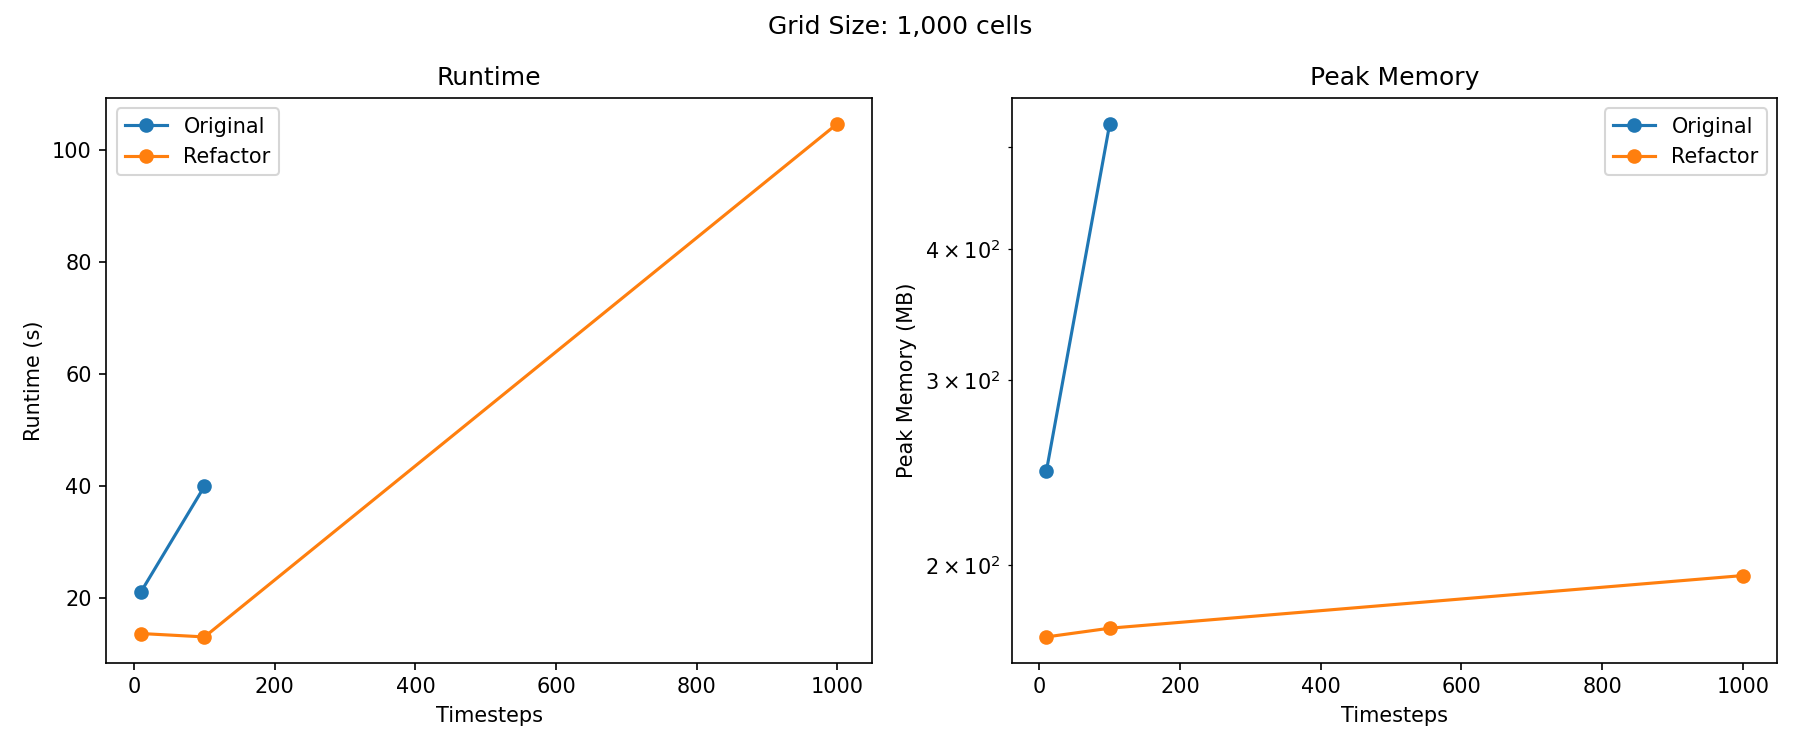 Grid Size: 1,000 cells
Runtime
Original
Refactor
100
80
60
40
20
Runtime (s)
0
200
400
600
800
1000
Timesteps
Peak Memory
Original
Refactor
4 × 10²
3 × 10²
2 × 10²
Peak Memory (MB)
0
200
400
600
800
1000
Timesteps